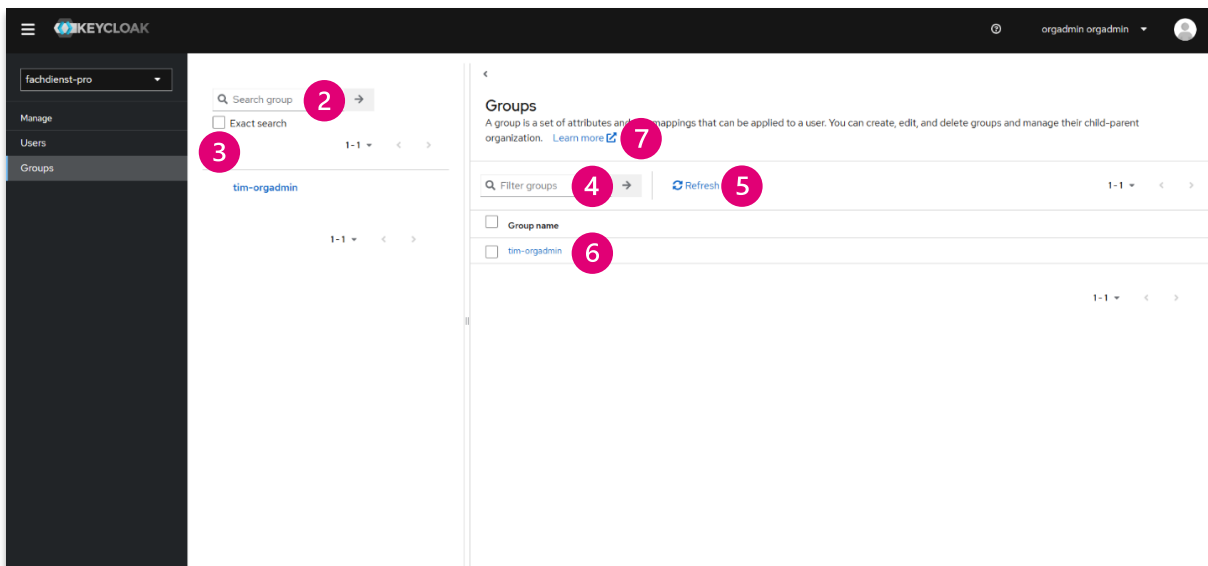 KEYCLOAK
orgadmin orgadmin
fachdienst-pro
Manage
Users
Groups
Search group
2
Exact search
3
1-1
tim-orgadmin
1-1
Groups
A group is a set of attributes and mappings that can be applied to a user. You can create, edit, and delete groups and manage their child-parent
organization. Learn more
7
Filter groups
4
Refresh
5
1-1
Group name
tim-orgadmin
6
1-1